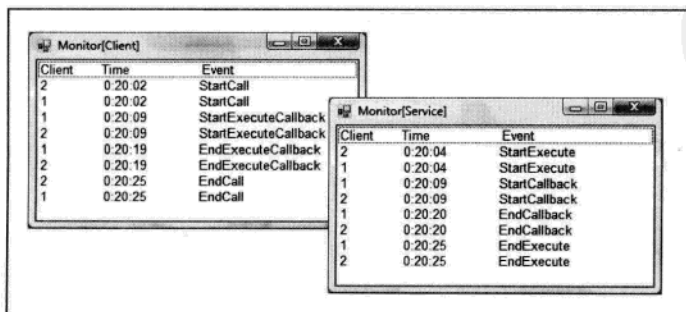 Monitor[Client]
Client Time Event
2 0:20:02 StartCall
1 0:20:02 StartCall
1 0:20:09 StartExecuteCallback
2 0:20:09 StartExecuteCallback
1 0:20:19 EndExecuteCallback
2 0:20:19 EndExecuteCallback
2 0:20:25 EndCall
1 0:20:25 EndCall
Monitor[Service]
Client Time Event
2 0:20:04 StartExecute
1 0:20:04 StartExecute
1 0:20:09 StartCallback
2 0:20:09 StartCallback
1 0:20:20 EndCallback
2 0:20:20 EndCallback
1 0:20:25 EndExecute
2 0:20:25 EndExecute